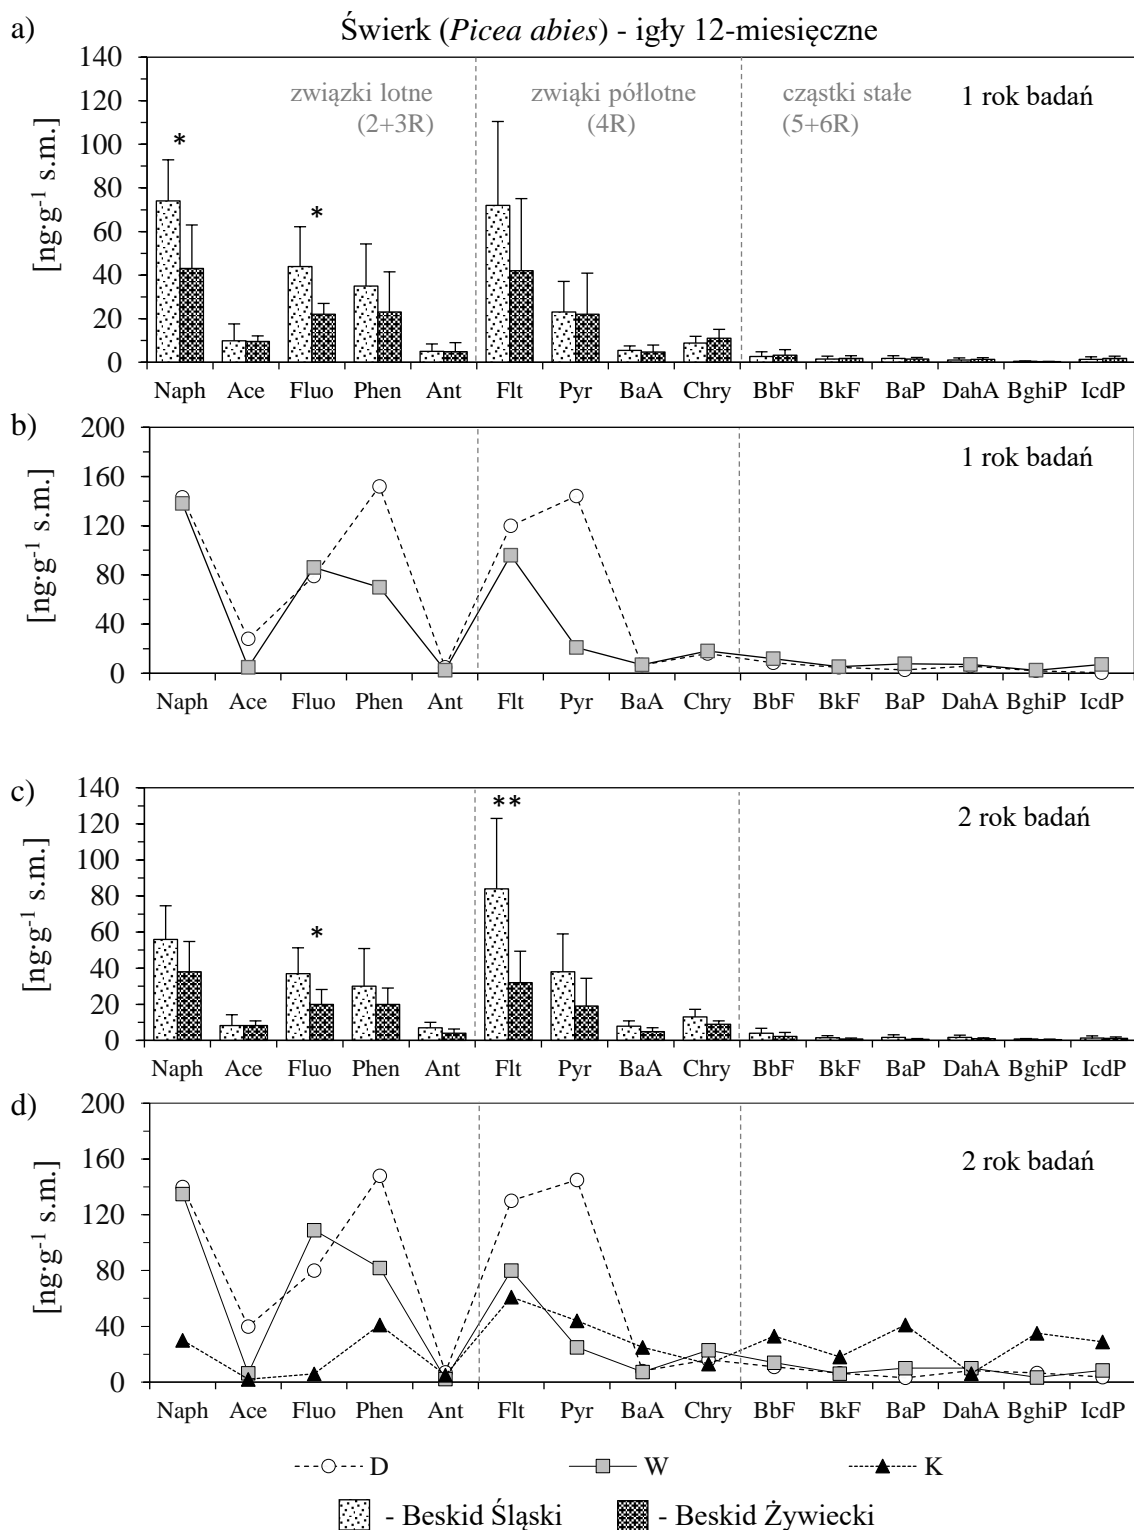 a)
Świerk (Picea abies) - igły 12-miesięczne
[ng·g-1 s.m.]
140
120
100
80
60
40
20
0
związki lotne
(2+3R)
zwiąki półlotne
(4R)
cząstki stałe
(5+6R)
1 rok badań
*
*
Naph Ace Fluo Phen Ant Flt Pyr BaA Chry BbF BkF BaP DahA BghiP IcdP
b)
[ng·g-1 s.m.]
200
160
120
80
40
0
1 rok badań
Naph Ace Fluo Phen Ant Flt Pyr BaA Chry BbF BkF BaP DahA BghiP IcdP
c)
[ng·g-1 s.m.]
140
120
100
80
60
40
20
0
2 rok badań
**
*
Naph Ace Fluo Phen Ant Flt Pyr BaA Chry BbF BkF BaP DahA BghiP IcdP
d)
[ng·g-1 s.m.]
200
160
120
80
40
0
2 rok badań
Naph Ace Fluo Phen Ant Flt Pyr BaA Chry BbF BkF BaP DahA BghiP IcdP
D W K
- Beskid Śląski - Beskid Żywiecki